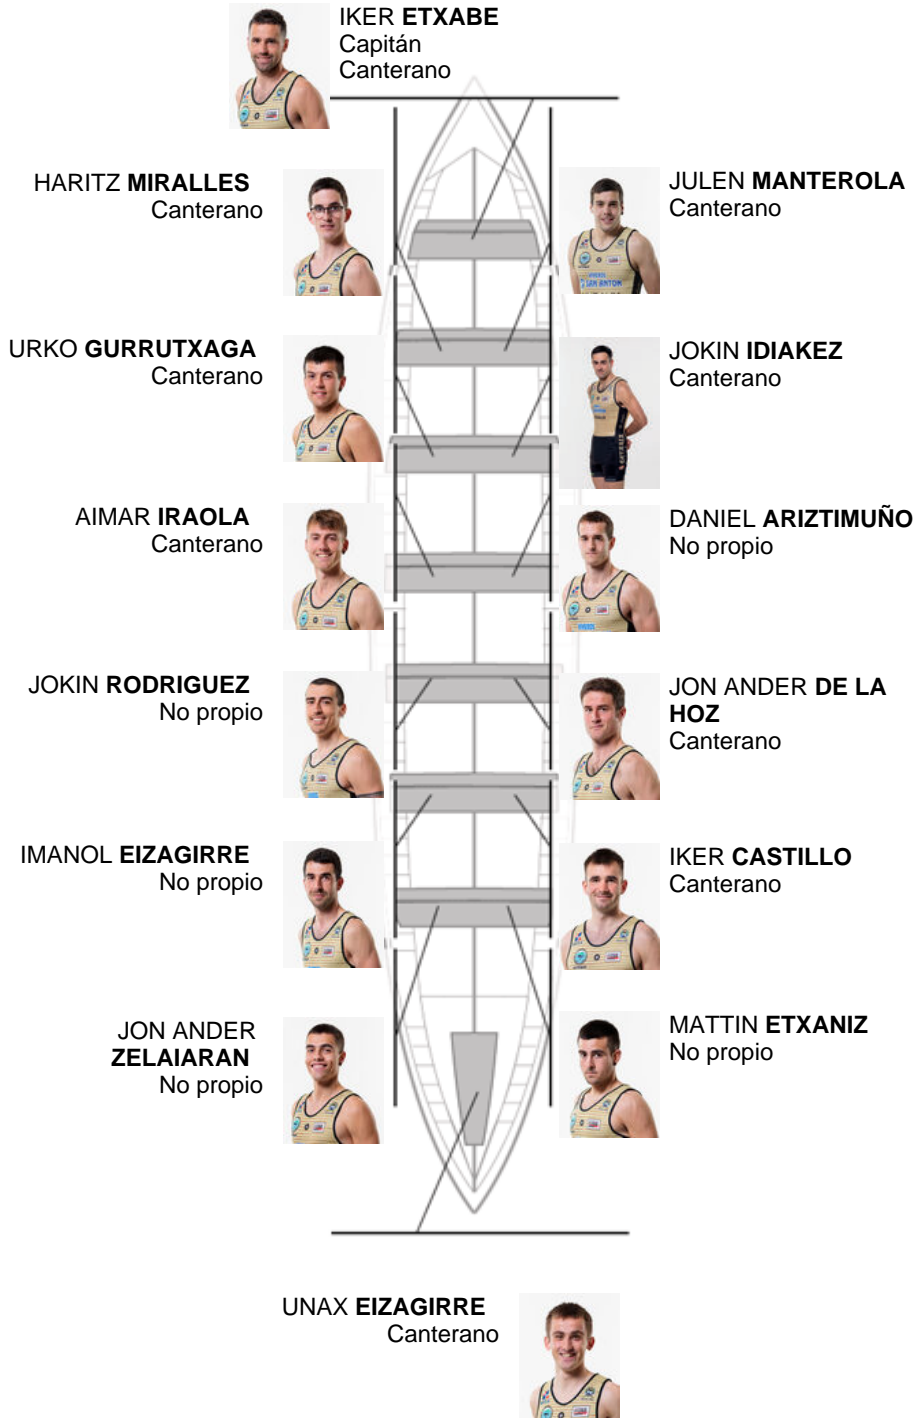 IKER ETXABE
Capitán
Canterano
HARITZ MIRALLES
Canterano
JULEN MANTEROLA
Canterano
URKO GURRUTXAGA
Canterano
JOKIN IDIAKEZ
Canterano
AIMAR IRAOLA
Canterano
DANIEL ARIZTIMUÑO
No propio
JOKIN RODRIGUEZ
No propio
JON ANDER DE LA
HOZ
Canterano
IMANOL EIZAGIRRE
No propio
IKER CASTILLO
Canterano
JON ANDER
ZELAIARAN
No propio
MATTIN ETXANIZ
No propio
UNAX EIZAGIRRE
Canterano
SAN ANTON